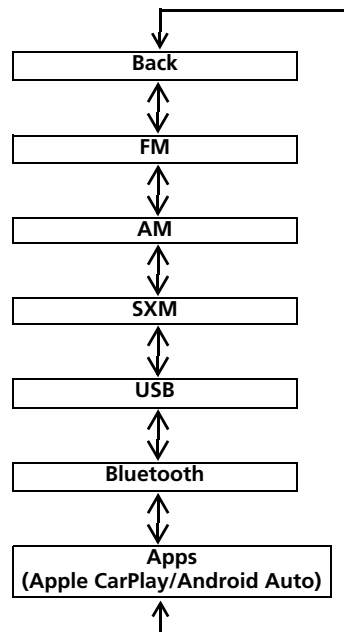 Back
FM
AM
SXM
USB
Bluetooth
Apps
(Apple CarPlay/Android Auto)